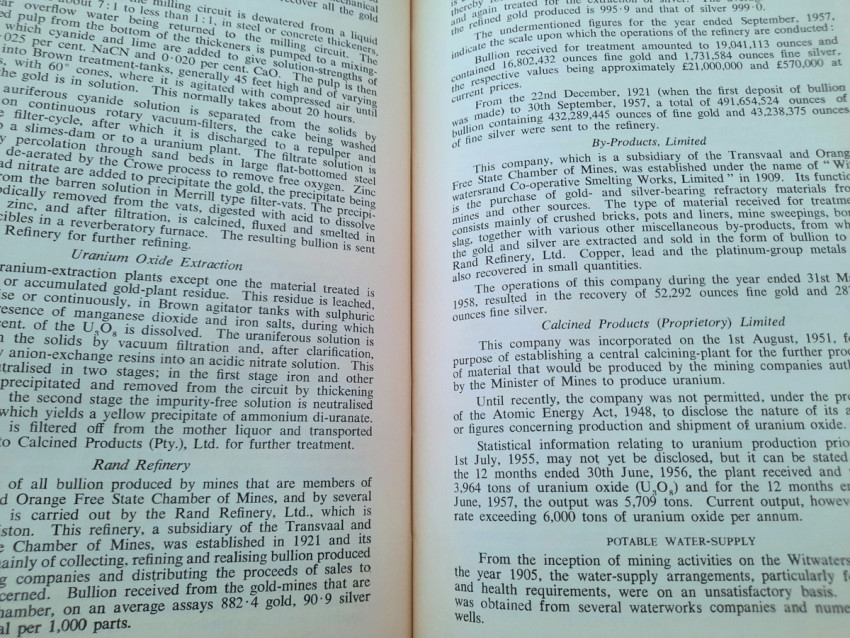 recover all the gold
milling circuit is dewatered from a liquid
about 7 : 1 to less than 1 : 1, in steel or concrete thickeners,
overflow water being returned to the milling circuit. The
pulp from the bottom of the thickeners is pumped to a mixing-
which cyanide and lime are added to give solution-strengths of
025 per cent. NaCN and 0·020 per cent. CaO. The pulp is then
into Brown treatment-tanks, generally 45 feet high and of varying
with 60° cones, where it is agitated with compressed air until
the gold is in solution. This normally takes about 20 hours.
auriferous cyanide solution is separated from the solids by
on continuous rotary vacuum-filters, the cake being washed
filter-cycle, after which it is discharged to a repulper and
to a slimes-dam or to a uranium plant. The filtrate solution is
percolation through sand beds in large flat-bottomed steel
de-aerated by the Crowe process to remove free oxygen. Zinc
nitrate are added to precipitate the gold, the precipitate being
from the barren solution in Merrill type filter-vats. The precipi-
removed from the vats, digested with acid to dissolve
zinc, and after filtration, is calcined, fluxed and smelted in
in a reverberatory furnace. The resulting bullion is sent
Refinery for further refining.
Uranium Oxide Extraction
uranium-extraction plants except one the material treated is
or accumulated gold-plant residue. This residue is leached,
or continuously, in Brown agitator tanks with sulphuric
presence of manganese dioxide and iron salts, during which
cent. of the U₃O₈ is dissolved. The uraniferous solution is
the solids by vacuum filtration and, after clarification,
anion-exchange resins into an acidic nitrate solution. This
neutralised in two stages; in the first stage iron and other
precipitated and removed from the circuit by thickening
the second stage the impurity-free solution is neutralised
which yields a yellow precipitate of ammonium di-uranate.
is filtered off from the mother liquor and transported
to Calcined Products (Pty.), Ltd. for further treatment.
Rand Refinery
of all bullion produced by mines that are members of
Orange Free State Chamber of Mines, and by several
is carried out by the Rand Refinery, Ltd., which is
This refinery, a subsidiary of the Transvaal and
Chamber of Mines, was established in 1921 and its
mainly of collecting, refining and realising bullion produced
companies and distributing the proceeds of sales to
Bullion received from the gold-mines that are
on an average assays 882·4 gold, 90·9 silver
per 1,000 parts.
thereby
and again treated for the extraction of silver.
the refined gold produced is 995·9 and that of silver 999·0.
The undermentioned figures for the year ended September, 1957,
indicate the scale upon which the operations of the refinery are conducted :
Bullion received for treatment amounted to 19,041,113 ounces and
contained 16,802,432 ounces fine gold and 1,731,584 ounces fine silver,
the respective values being approximately £21,000,000 and £570,000 at
current prices.
From the 22nd December, 1921 (when the first deposit of bullion
was made) to 30th September, 1957, a total of 491,654,524 ounces of
bullion containing 432,289,445 ounces of fine gold and 43,238,375 ounces
of fine silver were sent to the refinery.
By-Products, Limited
This company, which is a subsidiary of the Transvaal and Orang
Free State Chamber of Mines, was established under the name of " Wi
watersrand Co-operative Smelting Works, Limited " in 1909. Its functio
is the purchase of gold- and silver-bearing refractory materials fro
mines and other sources. The type of material received for treatme
consists mainly of crushed bricks, pots and liners, mine sweepings, bor
slag, together with various other miscellaneous by-products, from wh
the gold and silver are extracted and sold in the form of bullion to
Rand Refinery, Ltd. Copper, lead and the platinum-group metals
also recovered in small quantities.
The operations of this company during the year ended 31st M
1958, resulted in the recovery of 52,292 ounces fine gold and 28
ounces fine silver.
Calcined Products (Proprietary) Limited
This company was incorporated on the 1st August, 1951, f
purpose of establishing a central calcining-plant for the further proc
of material that would be produced by the mining companies auth
by the Minister of Mines to produce uranium.
Until recently, the company was not permitted, under the pr
of the Atomic Energy Act, 1948, to disclose the nature of its a
or figures concerning production and shipment of uranium oxide.
Statistical information relating to uranium production prio
1st July, 1955, may not yet be disclosed, but it can be stated
the 12 months ended 30th June, 1956, the plant received and
3,964 tons of uranium oxide (U₃O₈) and for the 12 months e
June, 1957, the output was 5,709 tons. Current output, howev
rate exceeding 6,000 tons of uranium oxide per annum.
POTABLE WATER-SUPPLY
From the inception of mining activities on the Witwaters
the year 1905, the water-supply arrangements, particularly f
and health requirements, were on an unsatisfactory basis.
was obtained from several waterworks companies and nume
wells.